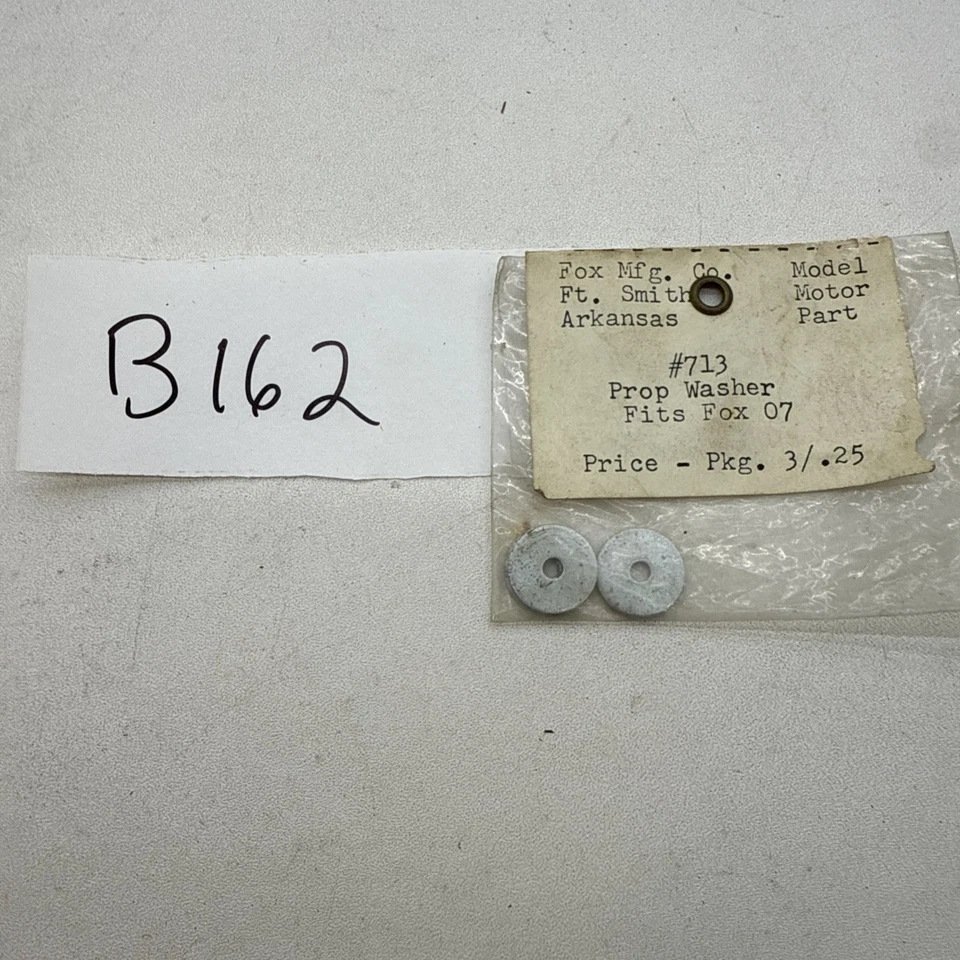 B162
Fox Mfg. Co. Model
Ft. Smith Motor
Arkansas Part
#713
Prop Washer
Fits Fox 07
Price - Pkg. 3/.25